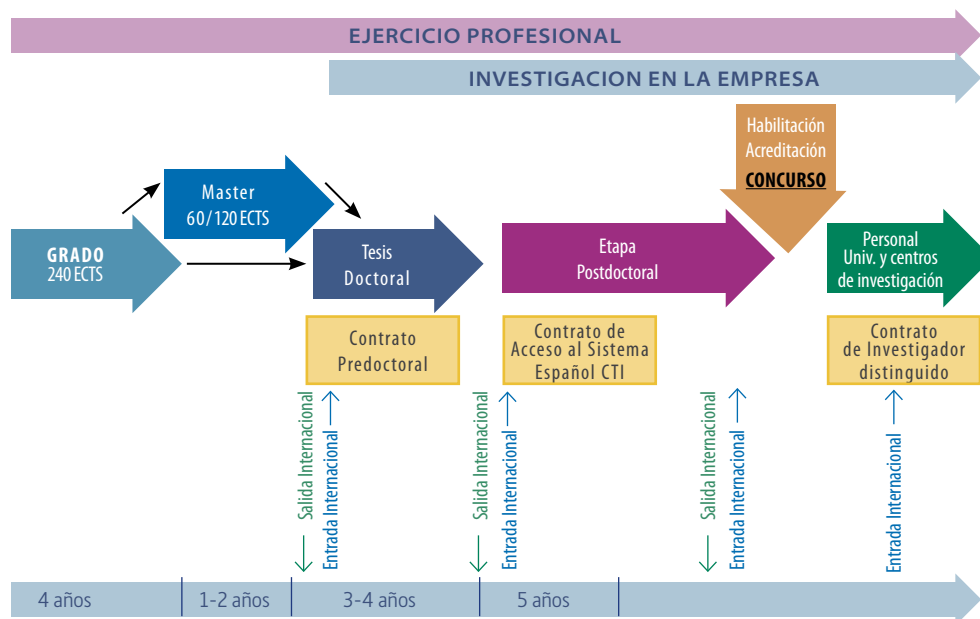 EJERCICIO PROFESIONAL
INVESTIGACION EN LA EMPRESA
Habilitación
Acreditación
CONCURSO
Master
60/120 ECTS
GRADO
240 ECTS
Tesis
Doctoral
Etapa
Postdoctoral
Personal
Univ. y centros
de investigación
Contrato
Predoctoral
Contrato de
Acceso al Sistema
Español CTI
Contrato
de Investigador
distinguido
Salida Internacional
Entrada Internacional
Salida Internacional
Entrada Internacional
Salida Internacional
Entrada Internacional
Entrada Internacional
4 años
1-2 años
3-4 años
5 años